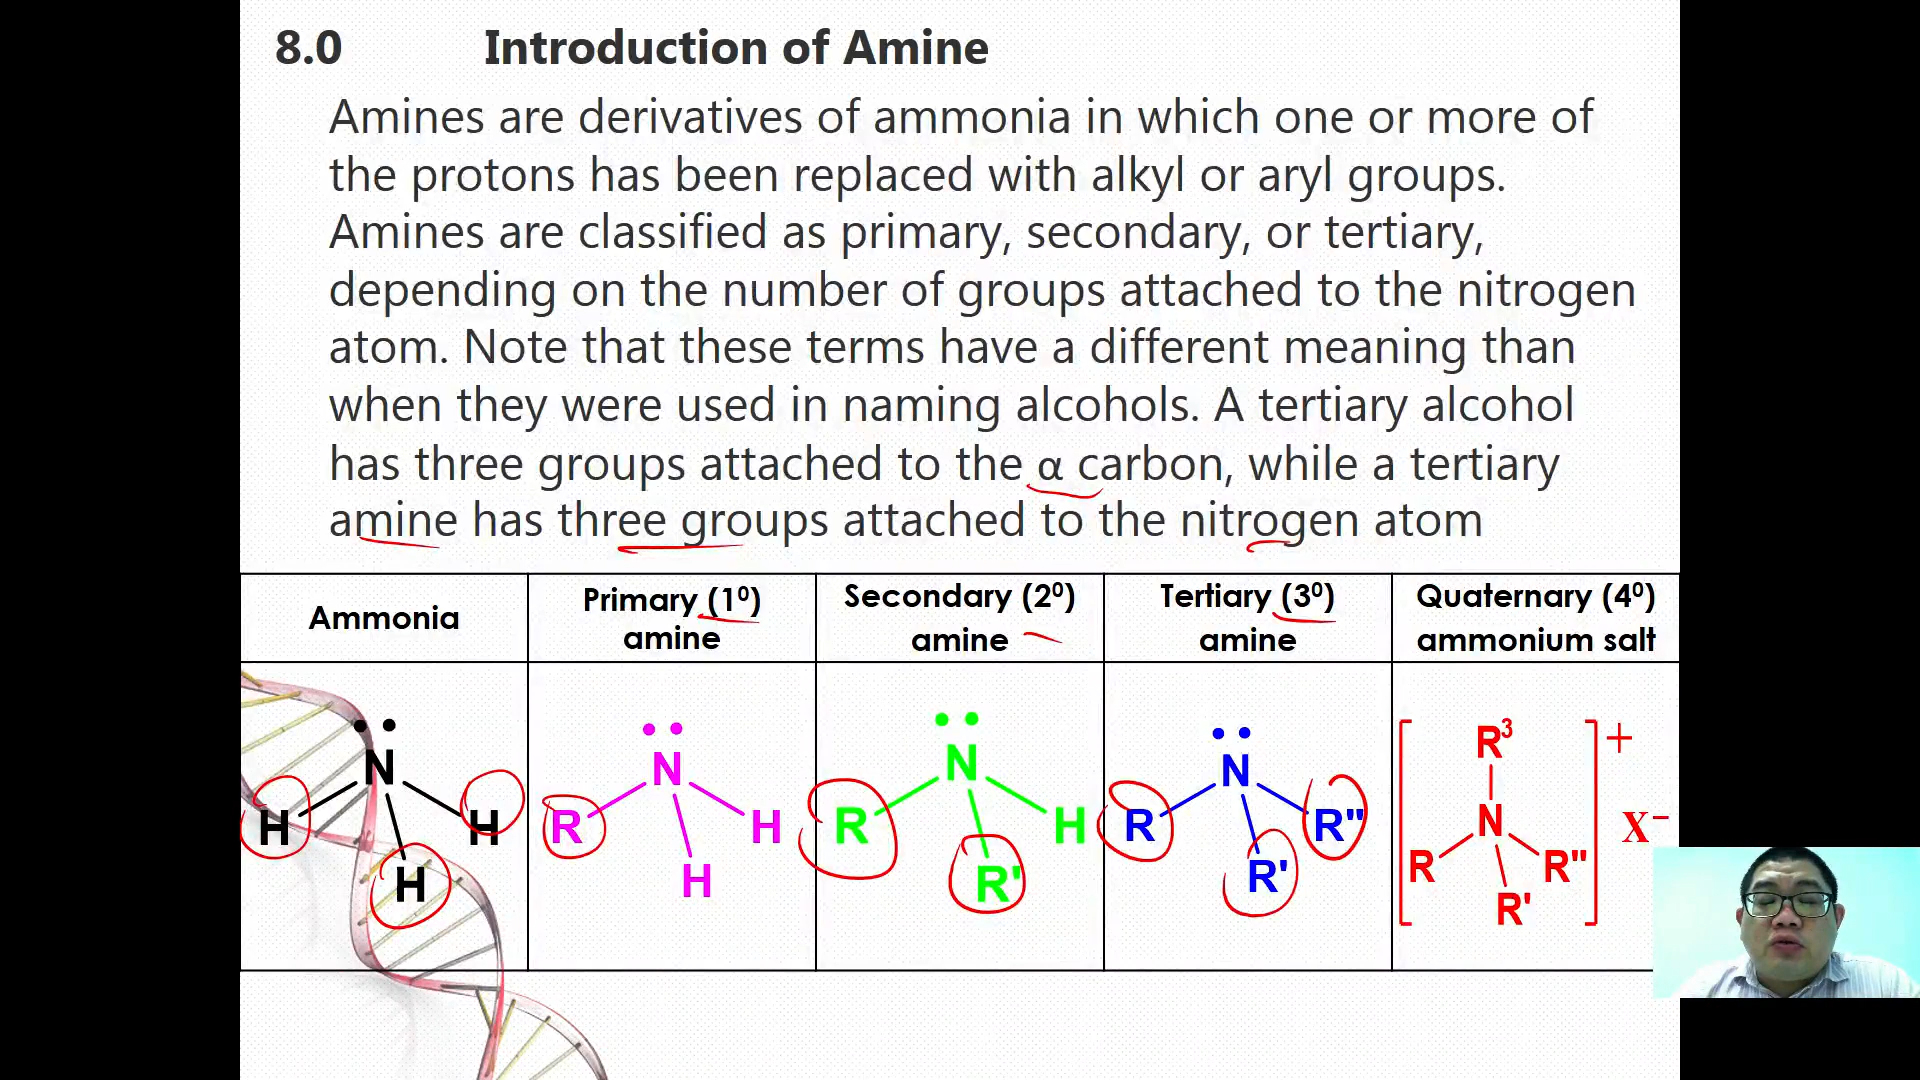 8.0 Introduction of Amine
Amines are derivatives of ammonia in which one or more of
the protons has been replaced with alkyl or aryl groups.
Amines are classified as primary, secondary, or tertiary,
depending on the number of groups attached to the nitrogen
atom. Note that these terms have a different meaning than
when they were used in naming alcohols. A tertiary alcohol
has three groups attached to the α carbon, while a tertiary
amine has three groups attached to the nitrogen atom
Ammonia
Primary (1⁰)
amine
Secondary (2⁰)
amine
Tertiary (3⁰)
amine
Quaternary (4⁰)
ammonium salt
N
H H
H
N
R H
H
N
R H
R'
N
R R"
R'
R³ +
N X⁻
R R"
R'